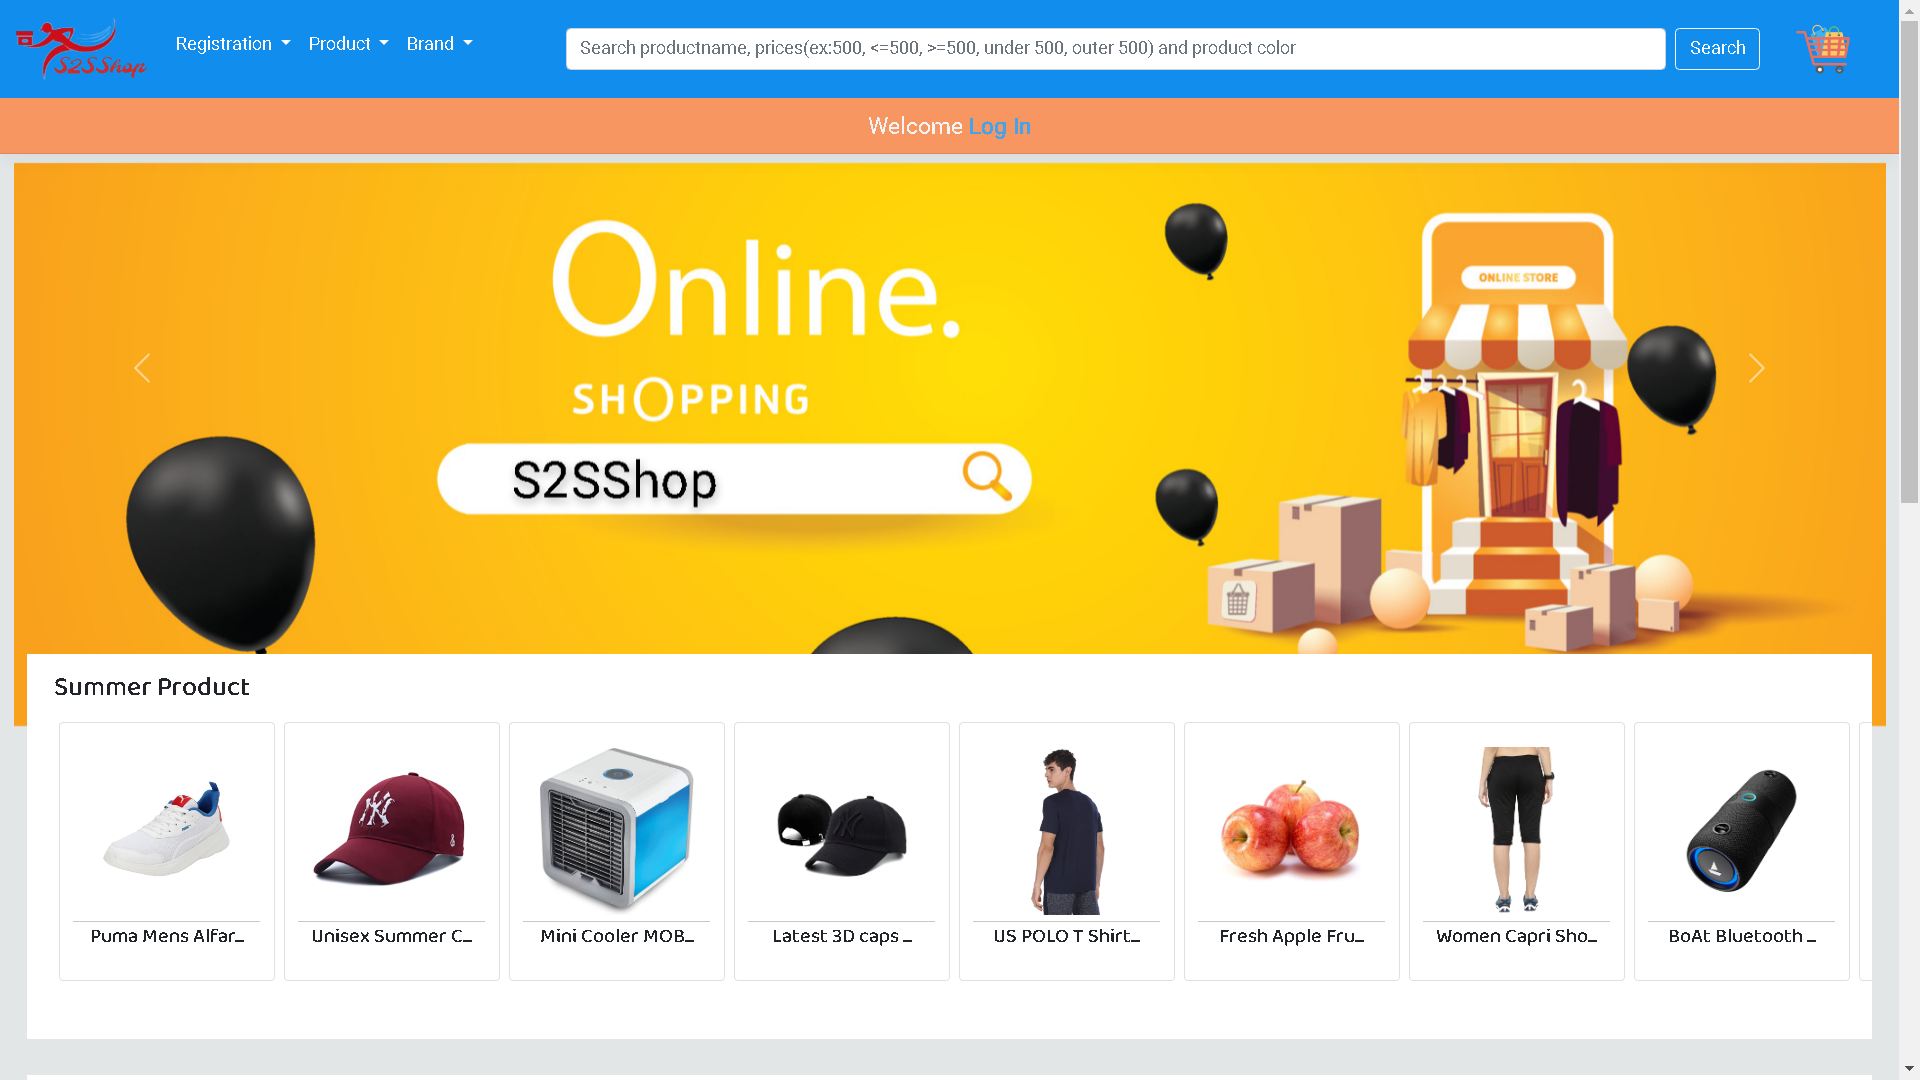 S2SShop
Registration
Product
Brand
Search productname, prices(ex:500, <=500, >=500, under 500, outer 500) and product color
Search
Welcome Log In
Online.
SHOPPING
S2SShop
ONLINE STORE
Summer Product
Puma Mens Alfar...
Unisex Summer C...
Mini Cooler MOB...
Latest 3D caps ...
US POLO T Shirt...
Fresh Apple Fru...
Women Capri Sho...
BoAt Bluetooth ...